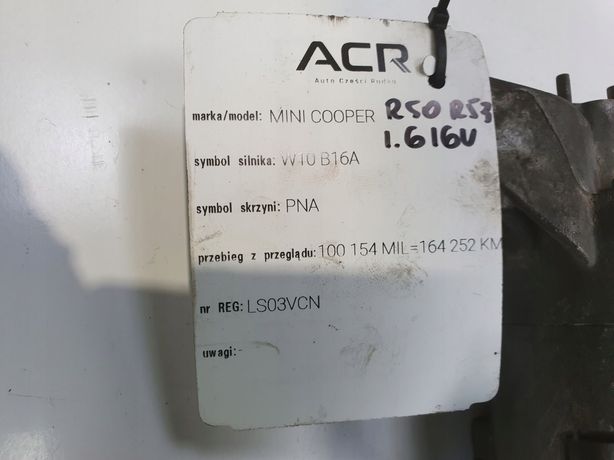 ACR
Auto Części Rudka
marka/model: MINI COOPER R50 R53
1.6 16V
symbol silnika: W10 B16A
symbol skrzyni: PNA
przebieg z przeglądu: 100 154 MIL=164 252 KM
nr REG: LS03VCN
uwagi:-